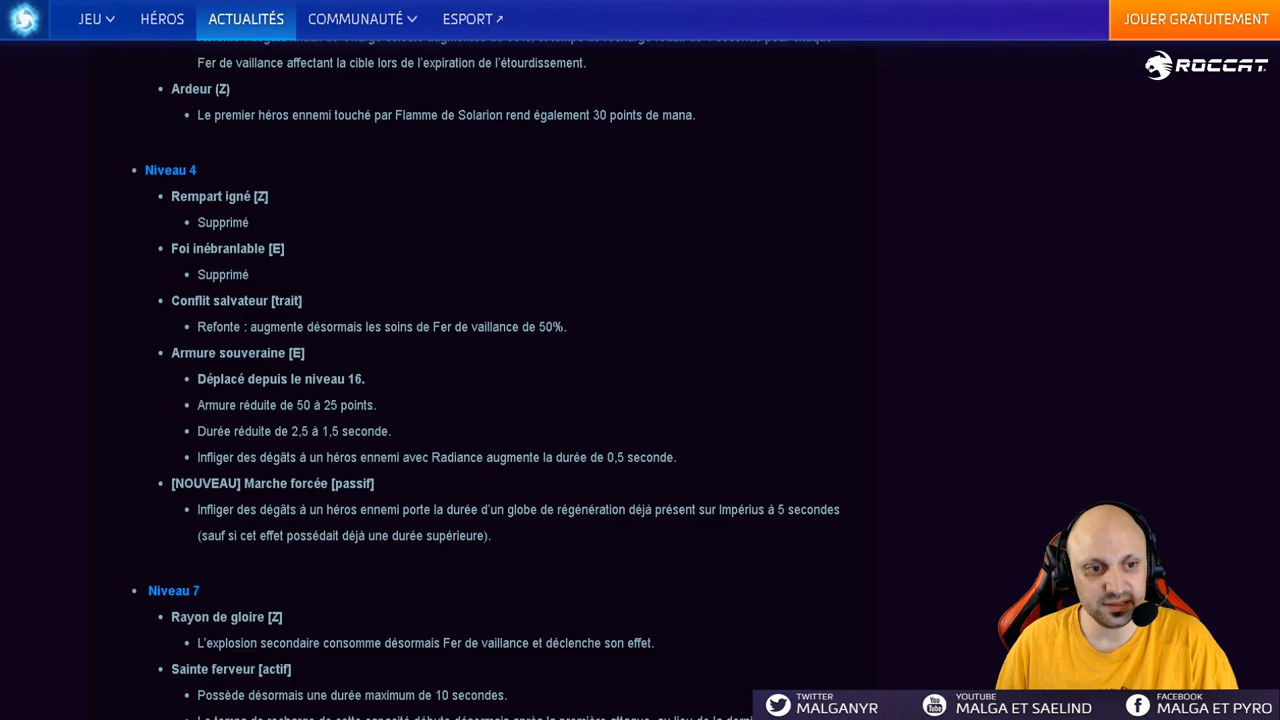 JEU HÉROS ACTUALITÉS COMMUNAUTÉ ESPORT JOUER GRATUITEMENT
Fer de vaillance affectant la cible lors de l'expiration de l'étourdissement.
ROCCAT
Ardeur (Z)
Le premier héros ennemi touché par Flamme de Solarion rend également 30 points de mana.
Niveau 4
Rempart igné [Z]
Supprimé
Foi inébranlable [E]
Supprimé
Conflit salvateur [trait]
Refonte : augmente désormais les soins de Fer de vaillance de 50%.
Armure souveraine [E]
Déplacé depuis le niveau 16.
Armure réduite de 50 à 25 points.
Durée réduite de 2,5 à 1,5 seconde.
Infliger des dégâts à un héros ennemi avec Radiance augmente la durée de 0,5 seconde.
[NOUVEAU] Marche forcée [passif]
Infliger des dégâts à un héros ennemi porte la durée d'un globe de régénération déjà présent sur Impérius à 5 secondes
(sauf si cet effet possédait déjà une durée supérieure).
Niveau 7
Rayon de gloire [Z]
L'explosion secondaire consomme désormais Fer de vaillance et déclenche son effet.
Sainte ferveur [actif]
Possède désormais une durée maximum de 10 secondes.
TWITTER
MALGANYR
YOUTUBE
MALGA ET SAELIND
FACEBOOK
MALGA ET PYRO